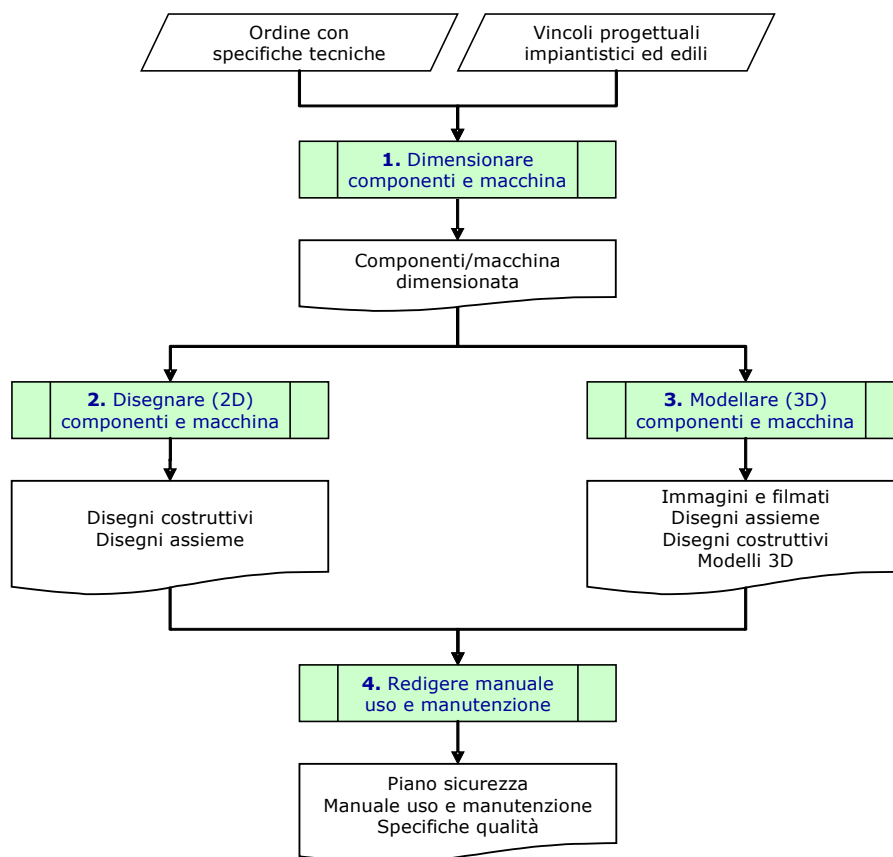 Ordine con
specifiche tecniche
Vincoli progettuali
impiantistici ed edili
1. Dimensionare
componenti e macchina
Componenti/macchina
dimensionata
2. Disegnare (2D)
componenti e macchina
3. Modellare (3D)
componenti e macchina
Disegni costruttivi
Disegni assieme
Immagini e filmati
Disegni assieme
Disegni costruttivi
Modelli 3D
4. Redigere manuale
uso e manutenzione
Piano sicurezza
Manuale uso e manutenzione
Specifiche qualità